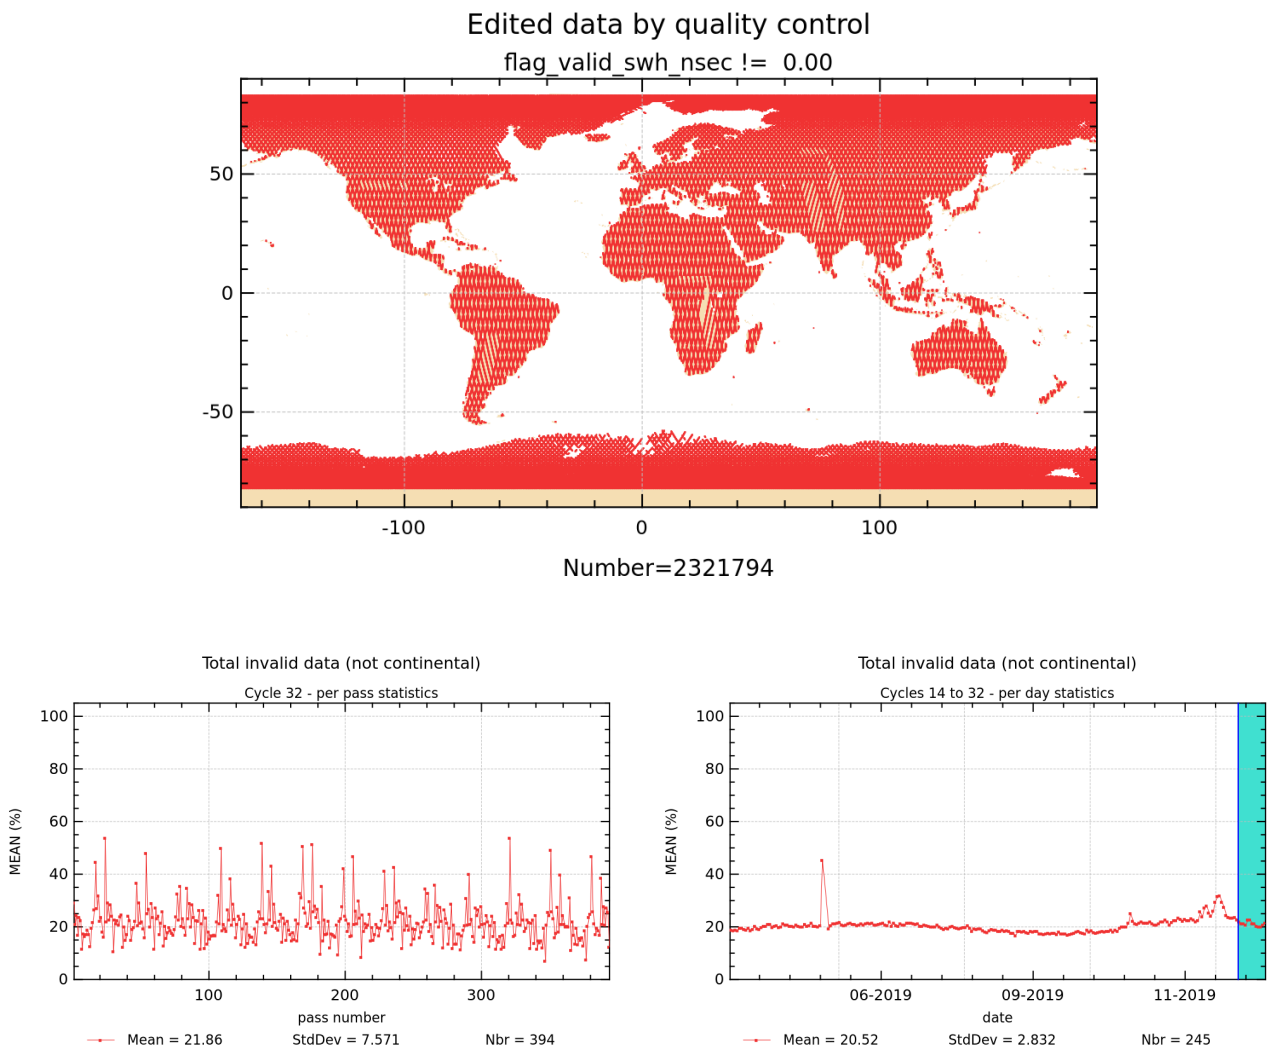 Edited data by quality control
flag_valid_swh_nsec !=  0.00
50
0
-50
-100
0
100
Number=2321794
Total invalid data (not continental)
Cycle 32 - per pass statistics
MEAN (%)
100
80
60
40
20
0
100
200
300
pass number
Mean = 21.86
StdDev = 7.571
Nbr = 394
Total invalid data (not continental)
Cycles 14 to 32 - per day statistics
MEAN (%)
100
80
60
40
20
0
06-2019
09-2019
11-2019
date
Mean = 20.52
StdDev = 2.832
Nbr = 245